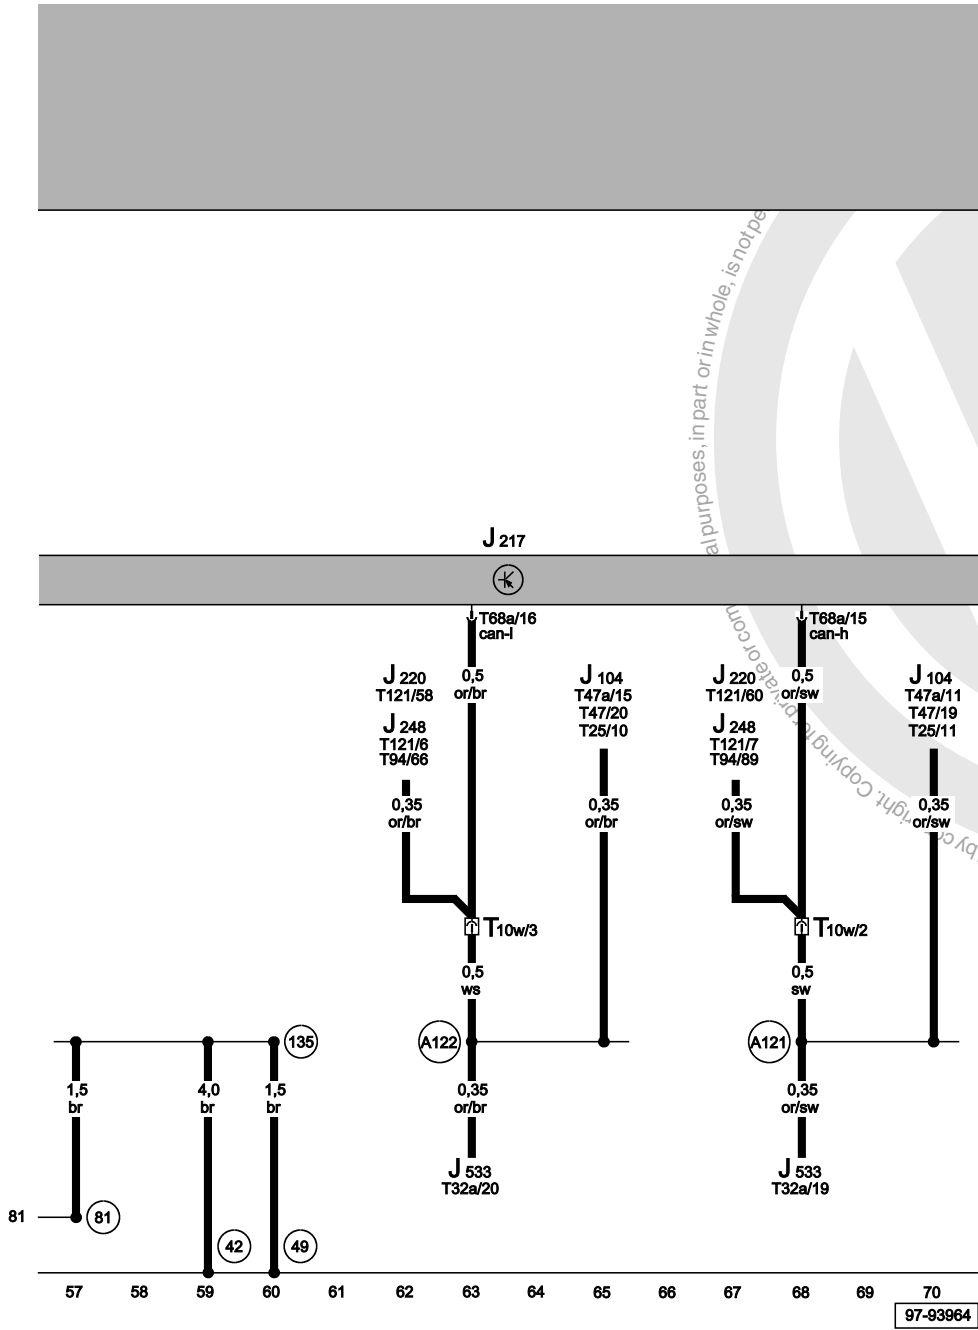 al purposes, in part or in whole, is not pe
J 217
T68a/16
can-l
T68a/15
can-h
J 220
T121/58
0,5
or/br
J 104
T47a/15
T47/20
T25/10
J 220
T121/60
0,5
or/sw
J 104
T47a/11
T47/19
T25/11
J 248
T121/6
T94/66
J 248
T121/7
T94/89
0,35
or/br
0,35
or/br
0,35
or/sw
0,35
or/sw
T10w/3
T10w/2
0,5
ws
0,5
sw
135
A122
A121
1,5
br
4,0
br
1,5
br
0,35
or/br
0,35
or/sw
J 533
T32a/20
J 533
T32a/19
81
81
42
49
57 58 59 60 61 62 63 64 65 66 67 68 69 70
97-93964
private or com
by
right. Copying for